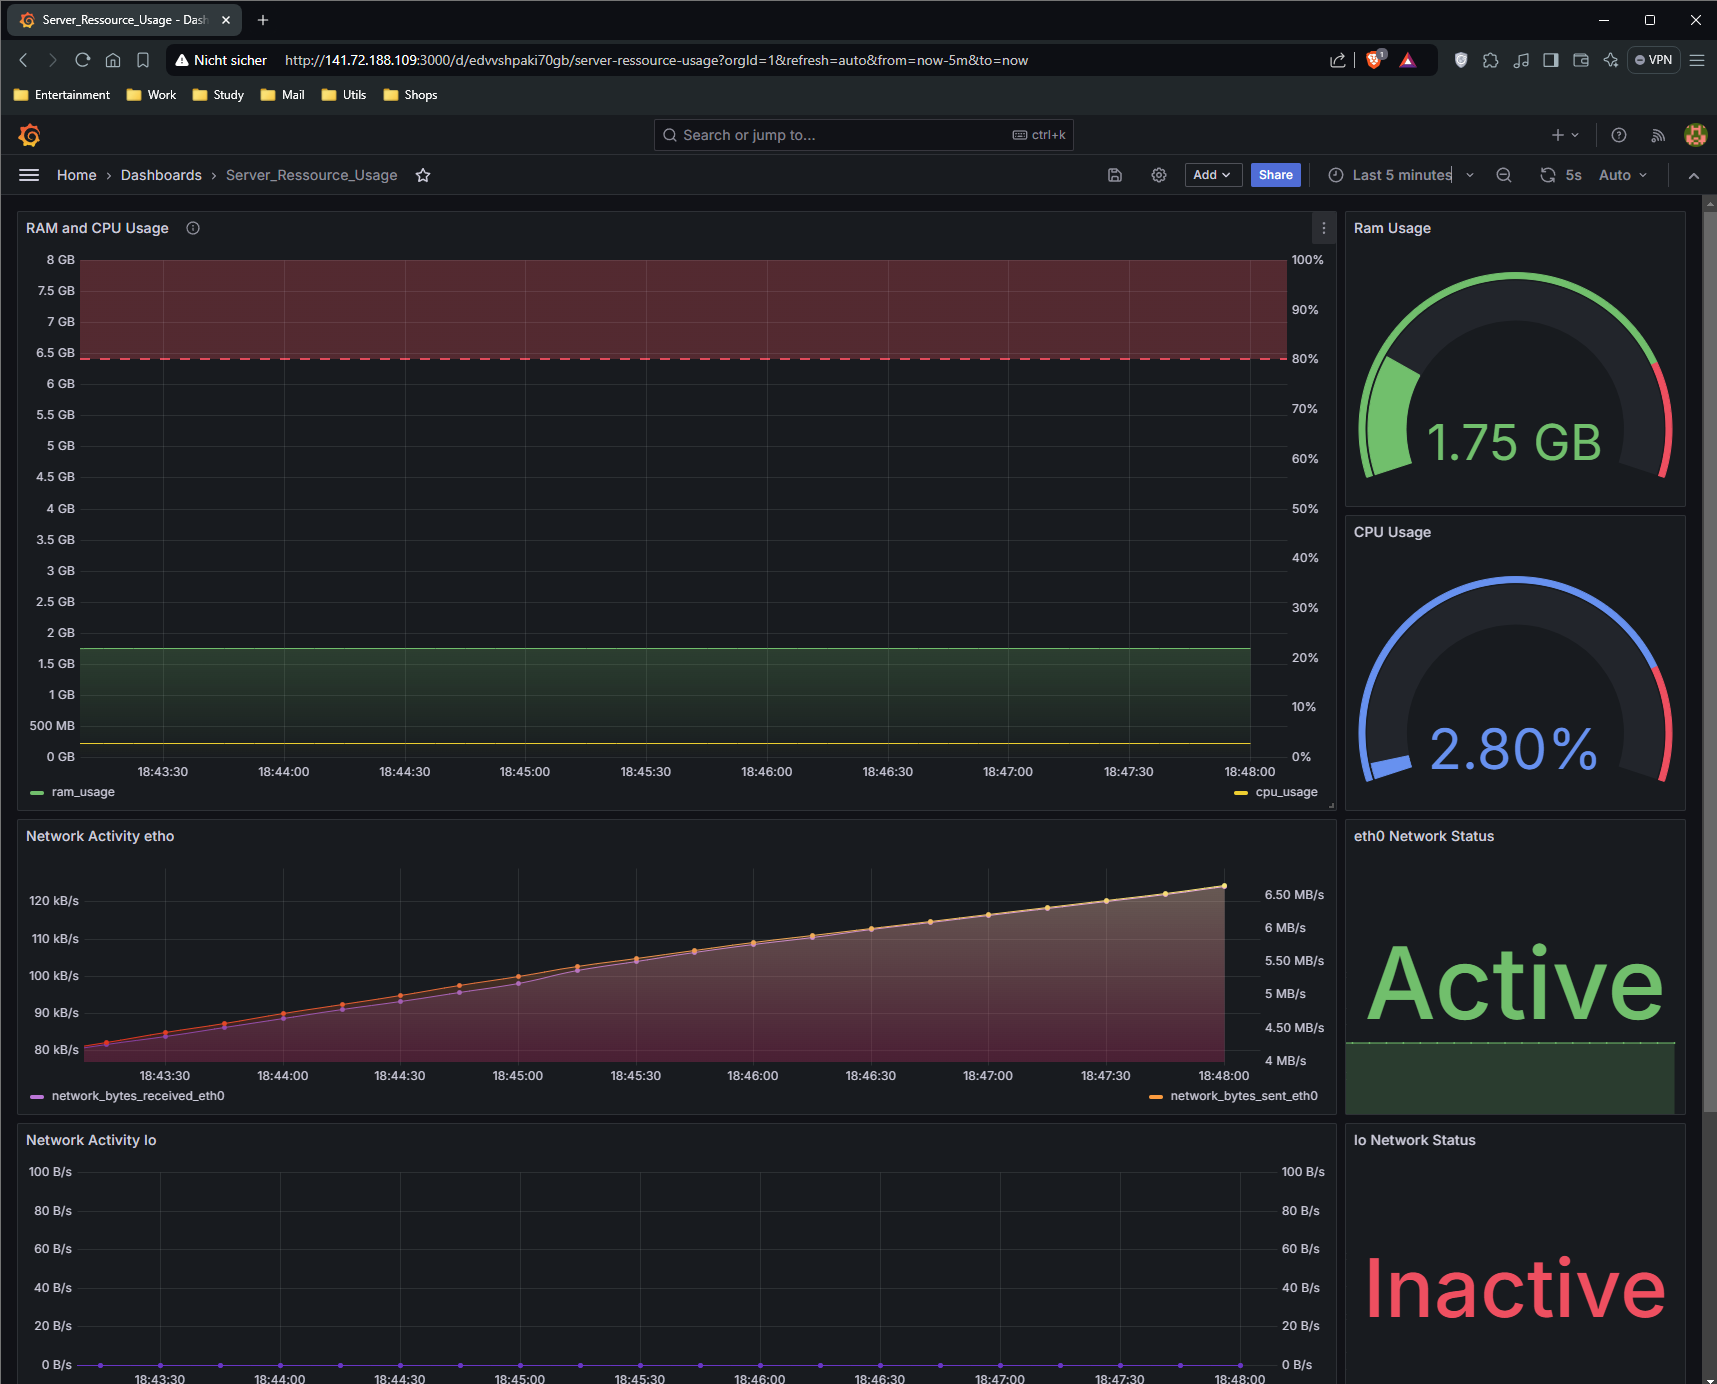 Server_Ressource_Usage - Dash
Nicht sicher http://141.72.188.109:3000/d/edvvshpaki70gb/server-ressource-usage?orgId=1&refresh=auto&from=now-5m&to=now
1
VPN
Entertainment Work Study Mail Utils Shops
Search or jump to... ctrl+k
Home › Dashboards › Server_Ressource_Usage
Add Share Last 5 minutes 5s Auto
RAM and CPU Usage
8 GB
7.5 GB
7 GB
6.5 GB
6 GB
5.5 GB
5 GB
4.5 GB
4 GB
3.5 GB
3 GB
2.5 GB
2 GB
1.5 GB
1 GB
500 MB
0 GB
100%
90%
80%
70%
60%
50%
40%
30%
20%
10%
0%
18:43:30 18:44:00 18:44:30 18:45:00 18:45:30 18:46:00 18:46:30 18:47:00 18:47:30 18:48:00
ram_usage cpu_usage
Ram Usage
1.75 GB
CPU Usage
2.80%
Network Activity etho
120 kB/s
110 kB/s
100 kB/s
90 kB/s
80 kB/s
6.50 MB/s
6 MB/s
5.50 MB/s
5 MB/s
4.50 MB/s
4 MB/s
18:43:30 18:44:00 18:44:30 18:45:00 18:45:30 18:46:00 18:46:30 18:47:00 18:47:30 18:48:00
network_bytes_received_eth0 network_bytes_sent_eth0
eth0 Network Status
Active
Network Activity lo
100 B/s
80 B/s
60 B/s
40 B/s
20 B/s
0 B/s
100 B/s
80 B/s
60 B/s
40 B/s
20 B/s
0 B/s
18:43:30 18:44:00 18:44:30 18:45:00 18:45:30 18:46:00 18:46:30 18:47:00 18:47:30 18:48:00
lo Network Status
Inactive